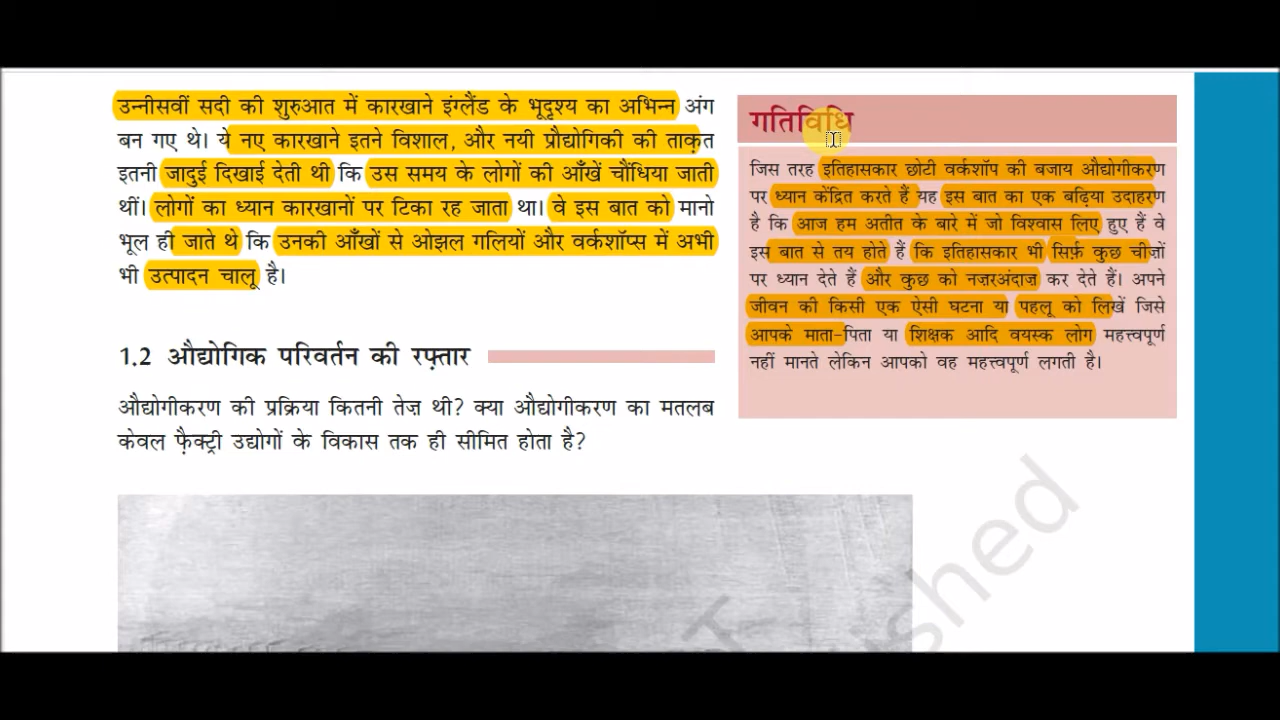 उन्नीसवीं सदी की शुरुआत में कारखाने इंग्लैंड के भूदृश्य का अभिन्न अंग
बन गए थे। ये नए कारखाने इतने विशाल, और नयी प्रौद्योगिकी की ताक़त
इतनी जादुई दिखाई देती थी कि उस समय के लोगों की आँखें चौंधिया जाती
थीं। लोगों का ध्यान कारखानों पर टिका रह जाता था। वे इस बात को मानो
भूल ही जाते थे कि उनकी आँखों से ओझल गलियों और वर्कशॉप्स में अभी
भी उत्पादन चालू है।
1.2 औद्योगिक परिवर्तन की रफ़्तार
औद्योगीकरण की प्रक्रिया कितनी तेज़ थी? क्या औद्योगीकरण का मतलब
केवल फ़ैक्ट्री उद्योगों के विकास तक ही सीमित होता है?
गतिविधि
जिस तरह इतिहासकार छोटी वर्कशॉप की बजाय औद्योगीकरण
पर ध्यान केंद्रित करते हैं यह इस बात का एक बढ़िया उदाहरण
है कि आज हम अतीत के बारे में जो विश्वास लिए हुए हैं वे
इस बात से तय होते हैं कि इतिहासकार भी सिर्फ़ कुछ चीज़ों
पर ध्यान देते हैं और कुछ को नज़रअंदाज़ कर देते हैं। अपने
जीवन की किसी एक ऐसी घटना या पहलू को लिखें जिसे
आपके माता-पिता या शिक्षक आदि वयस्क लोग महत्त्वपूर्ण
नहीं मानते लेकिन आपको वह महत्त्वपूर्ण लगती है।
shed